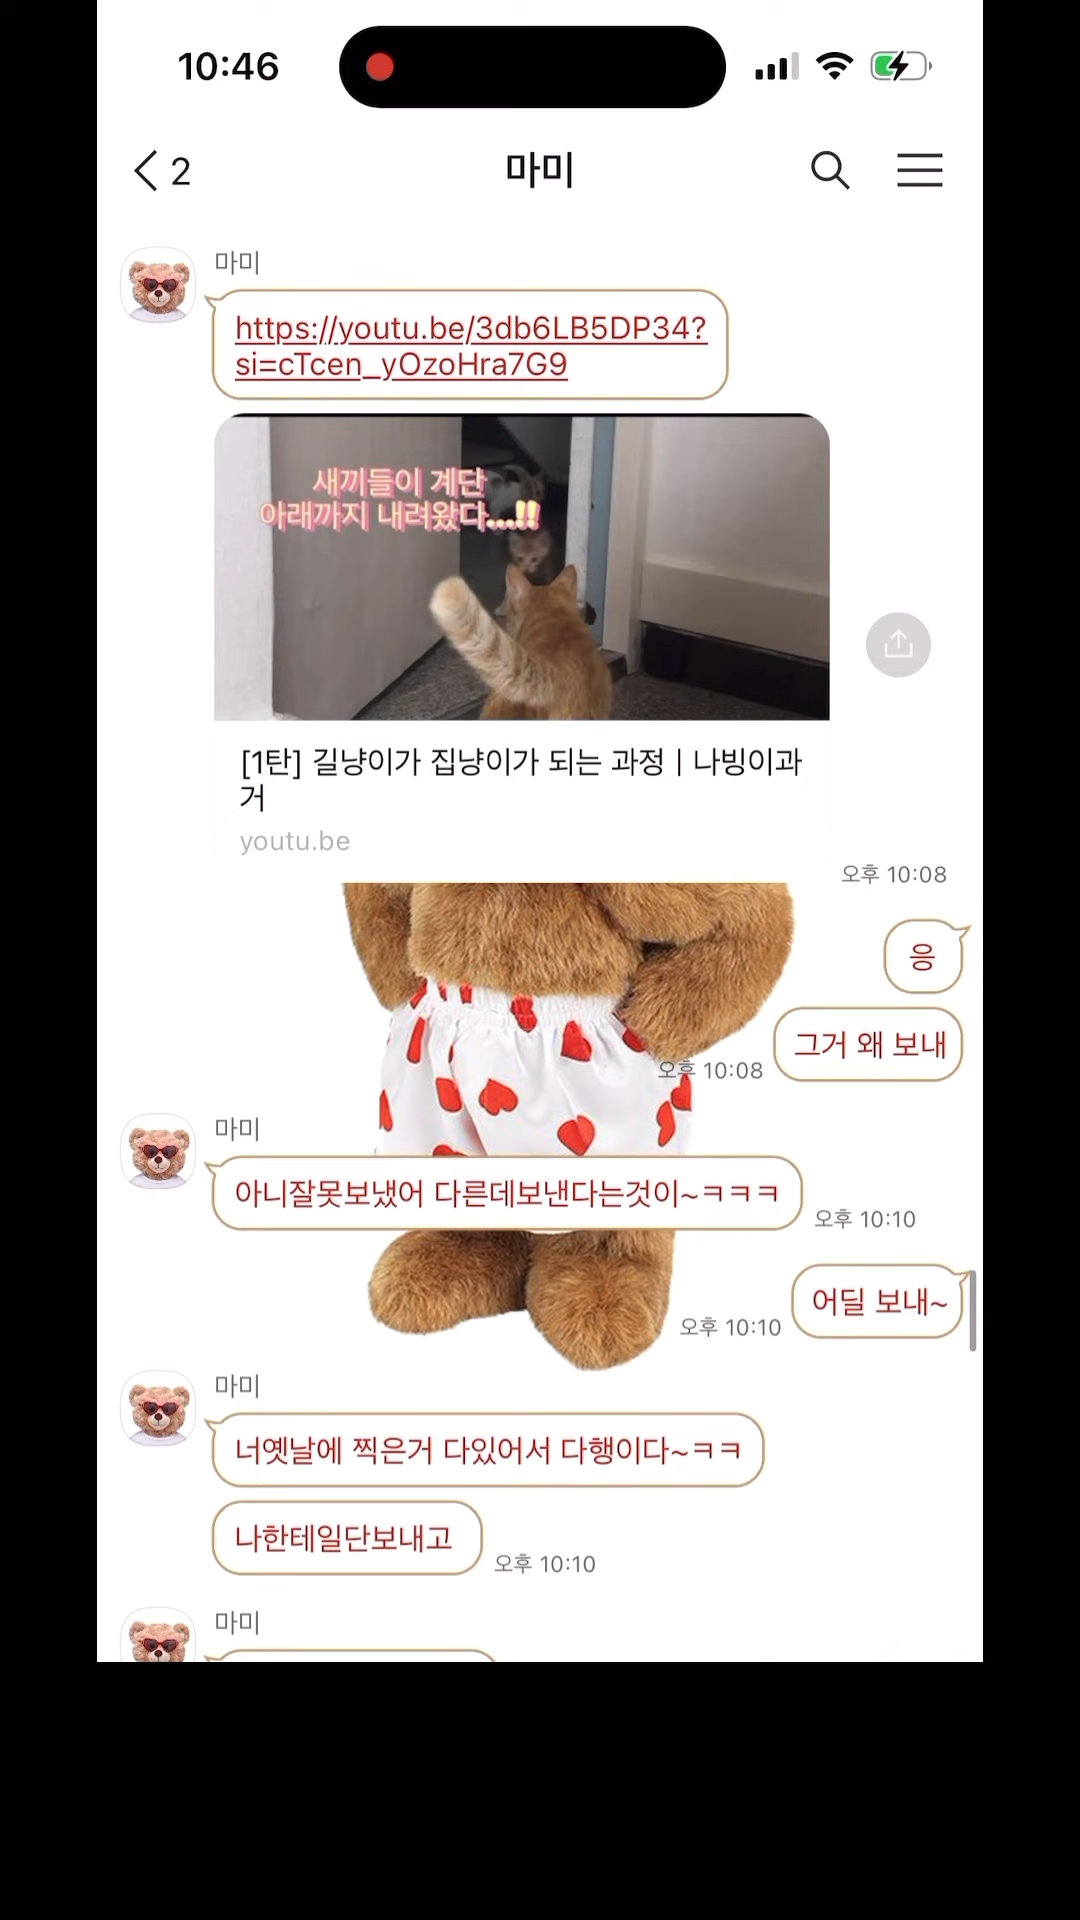 10:46
2
마미
마미
https://youtu.be/3db6LB5DP34?
si=cTcen_yOzoHra7G9
새끼들이 계단
아래까지 내려왔다...!!
[1탄] 길냥이가 집냥이가 되는 과정 | 나빙이과
거
youtu.be
오후 10:08
응
그거 왜 보내
오후 10:08
마미
아니잘못보냈어 다른데보낸다는것이~ㅋㅋㅋ
오후 10:10
어딜 보내~
오후 10:10
마미
너옛날에 찍은거 다있어서 다행이다~ㅋㅋ
나한테일단보내고
오후 10:10
마미